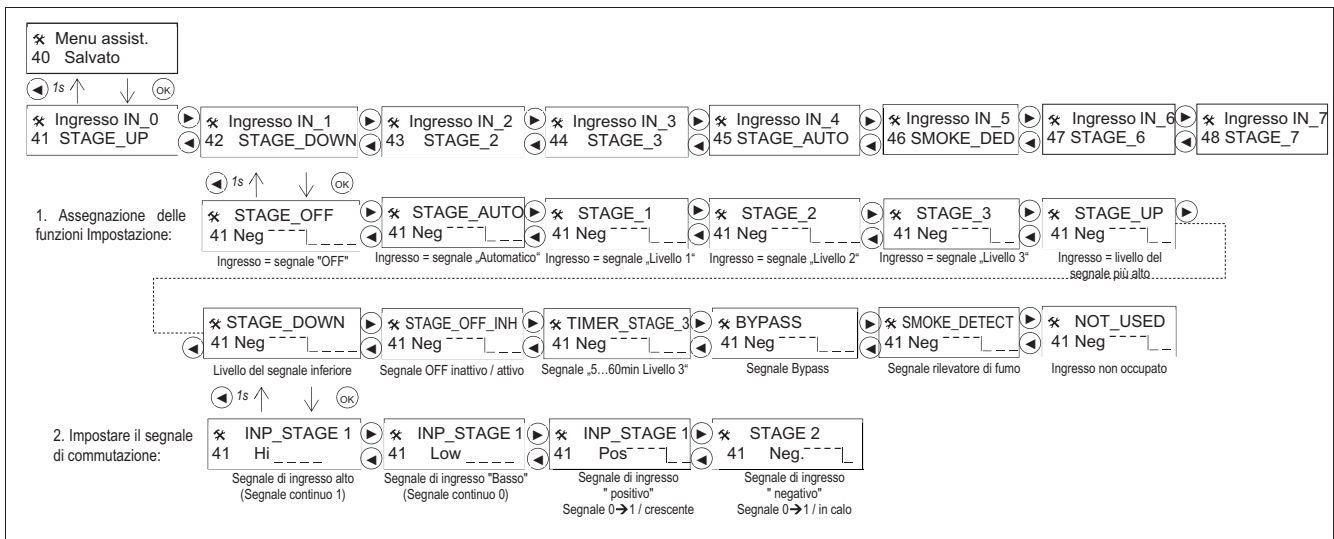 Menu assist.
40 Salvato
1s OK
Ingresso IN_0
41 STAGE_UP
Ingresso IN_1
42 STAGE_DOWN
Ingresso IN_2
43 STAGE_2
Ingresso IN_3
44 STAGE_3
Ingresso IN_4
45 STAGE_AUTO
Ingresso IN_5
46 SMOKE_DED
Ingresso IN_6
47 STAGE_6
Ingresso IN_7
48 STAGE_7
1s OK
1. Assegnazione delle
funzioni Impostazione:
STAGE_OFF
41 Neg
Ingresso = segnale "OFF"
STAGE_AUTO
41 Neg
Ingresso = segnale „Automatico“
STAGE_1
41 Neg
Ingresso = segnale „Livello 1“
STAGE_2
41 Neg
Ingresso = segnale „Livello 2“
STAGE_3
41 Neg
Ingresso = segnale „Livello 3“
STAGE_UP
41 Neg
Ingresso = livello del
segnale più alto
STAGE_DOWN
41 Neg
Livello del segnale inferiore
STAGE_OFF_INH
41 Neg
Segnale OFF inattivo / attivo
TIMER_STAGE_3
41 Neg
Segnale „5...60min Livello 3“
BYPASS
41 Neg
Segnale Bypass
SMOKE_DETECT
41 Neg
Segnale rilevatore di fumo
NOT_USED
41 Neg
Ingresso non occupato
1s OK
2. Impostare il segnale
di commutazione:
INP_STAGE 1
41 Hi
Segnale di ingresso alto
(Segnale continuo 1)
INP_STAGE 1
41 Low
Segnale di ingresso "Basso"
(Segnale continuo 0)
INP_STAGE 1
41 Pos
Segnale di ingresso
" positivo"
Segnale 0→1 / crescente
STAGE 2
41 Neg.
Segnale di ingresso
" negativo"
Segnale 0→1 / in calo